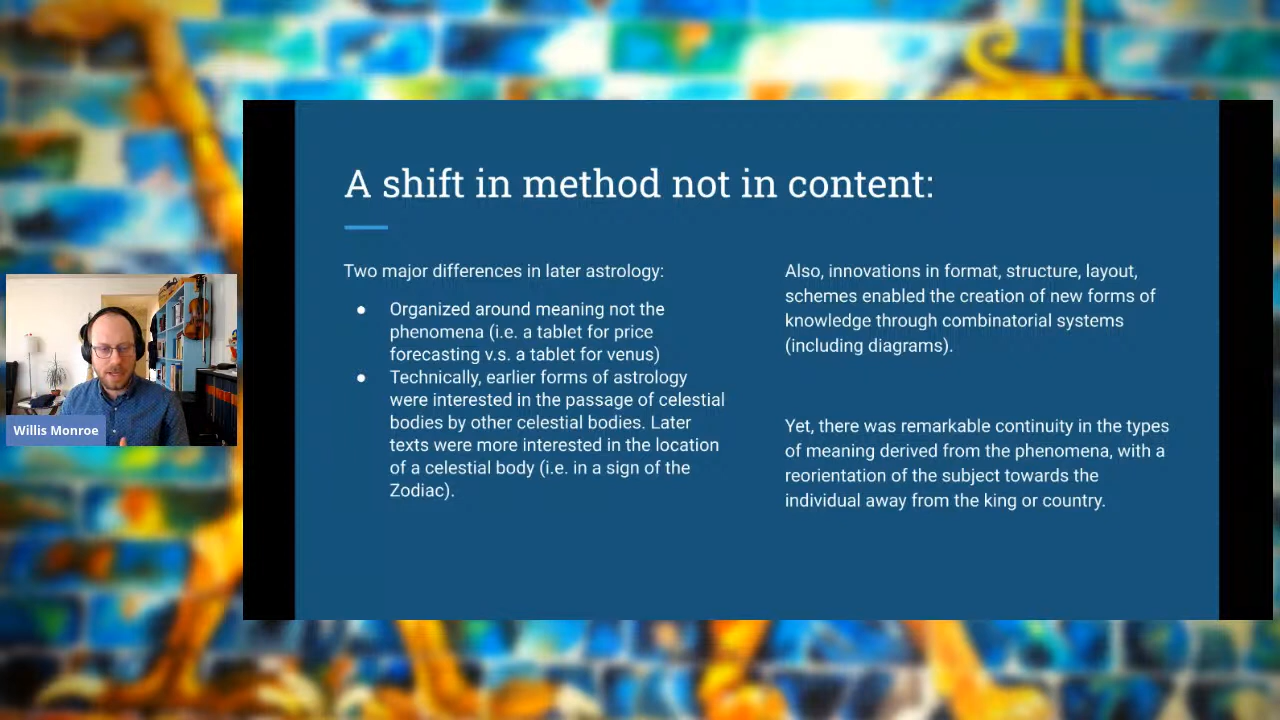 A shift in method not in content:
Two major differences in later astrology:
● Organized around meaning not the
phenomena (i.e. a tablet for price
forecasting v.s. a tablet for venus)
● Technically, earlier forms of astrology
were interested in the passage of celestial
bodies by other celestial bodies. Later
texts were more interested in the location
of a celestial body (i.e. in a sign of the
Zodiac).
Also, innovations in format, structure, layout,
schemes enabled the creation of new forms of
knowledge through combinatorial systems
(including diagrams).
Yet, there was remarkable continuity in the types
of meaning derived from the phenomena, with a
reorientation of the subject towards the
individual away from the king or country.
Willis Monroe